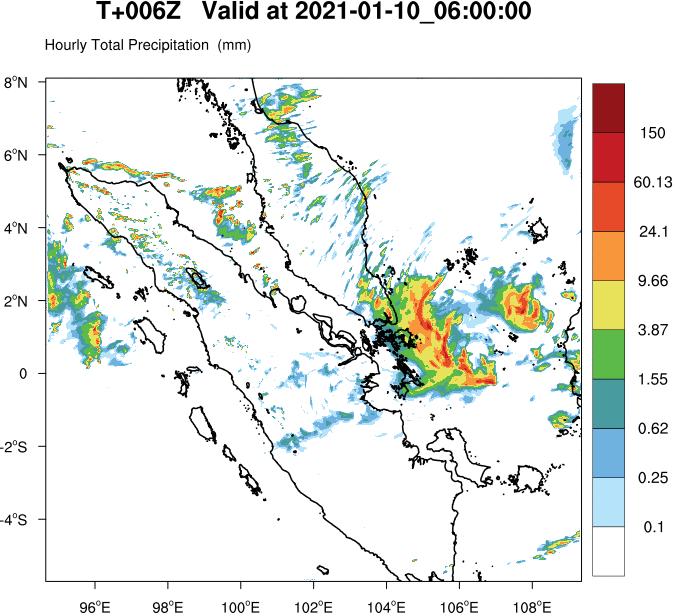 T+006Z Valid at 2021-01-10_06:00:00
Hourly Total Precipitation (mm)
8°N
6°N
4°N
2°N
0
-2°S
-4°S
96°E
98°E
100°E
102°E
104°E
106°E
108°E
150
60.13
24.1
9.66
3.87
1.55
0.62
0.25
0.1